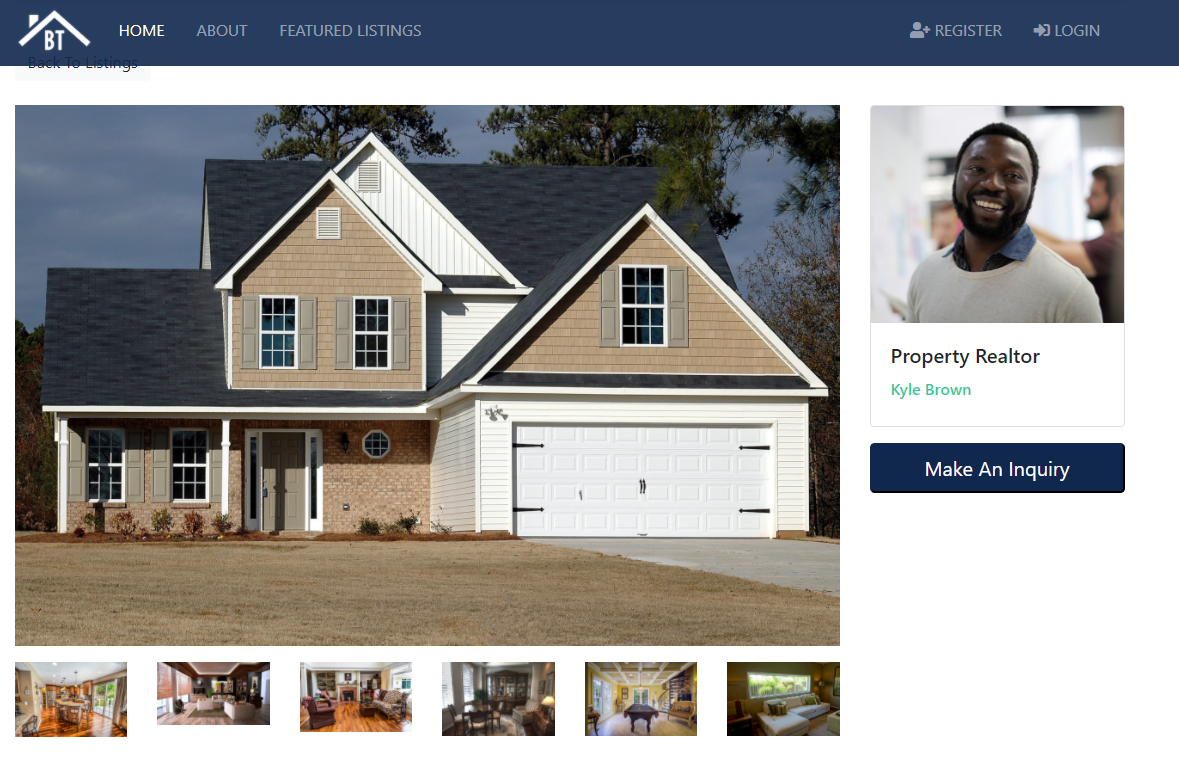 BT
HOME
ABOUT
FEATURED LISTINGS
REGISTER
LOGIN
Back To Listings
Property Realtor
Kyle Brown
Make An Inquiry